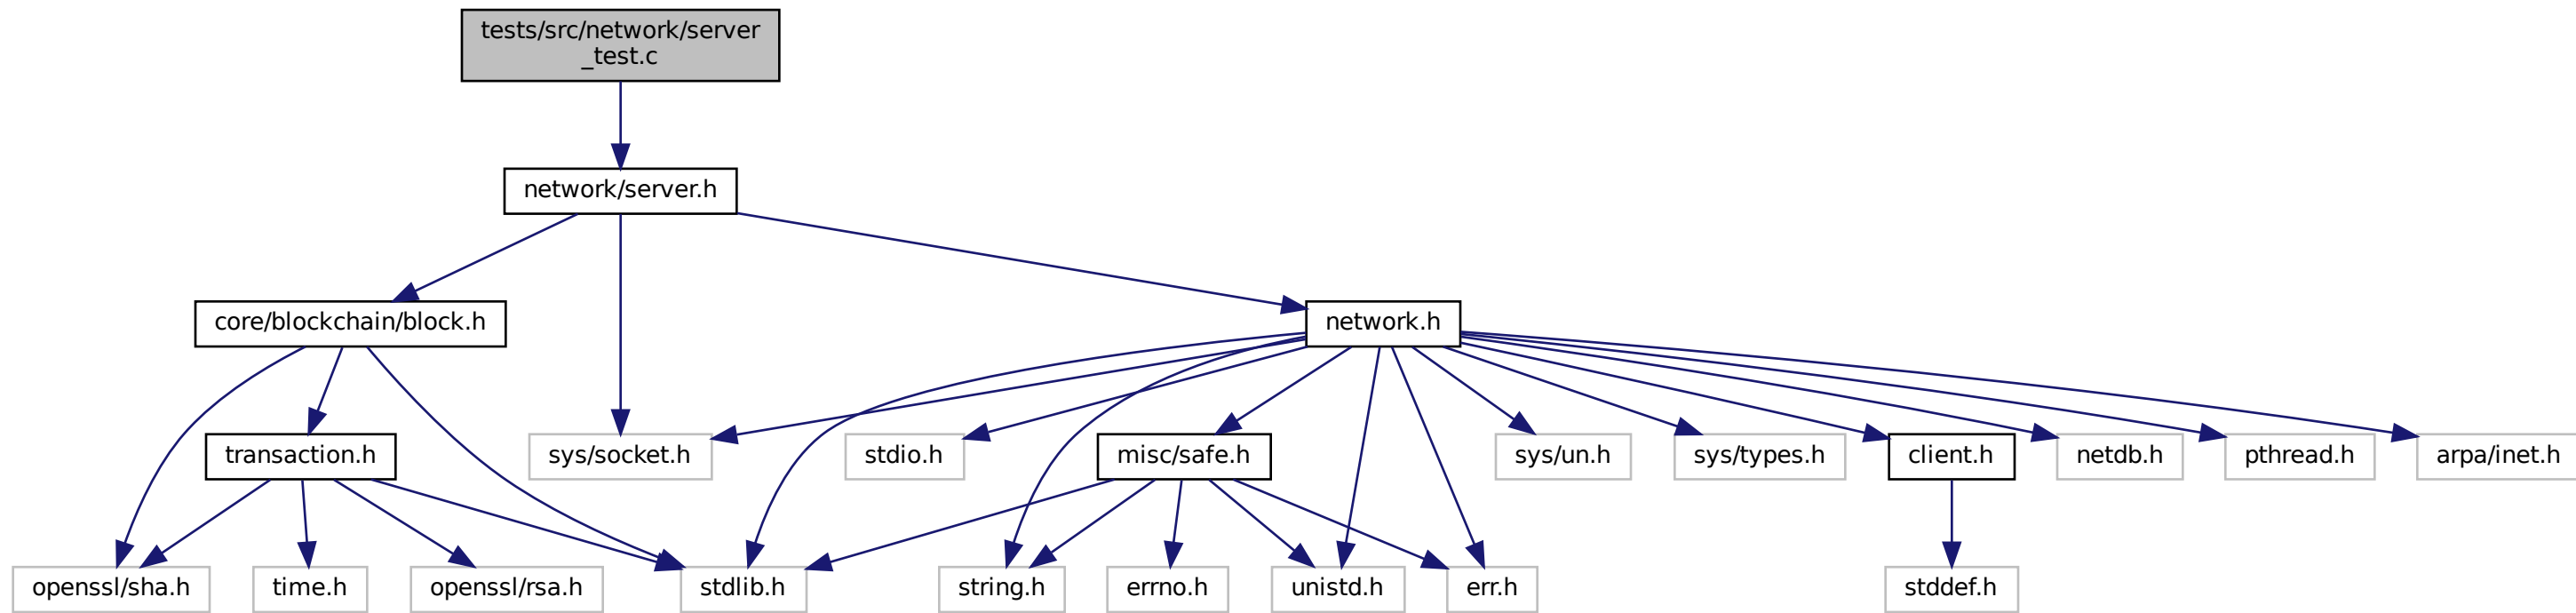 tests/src/network/server
_test.c
network/server.h
core/blockchain/block.h
network.h
transaction.h
sys/socket.h
stdio.h
misc/safe.h
sys/un.h
sys/types.h
client.h
netdb.h
pthread.h
arpa/inet.h
openssl/sha.h
time.h
openssl/rsa.h
stdlib.h
string.h
errno.h
unistd.h
err.h
stddef.h